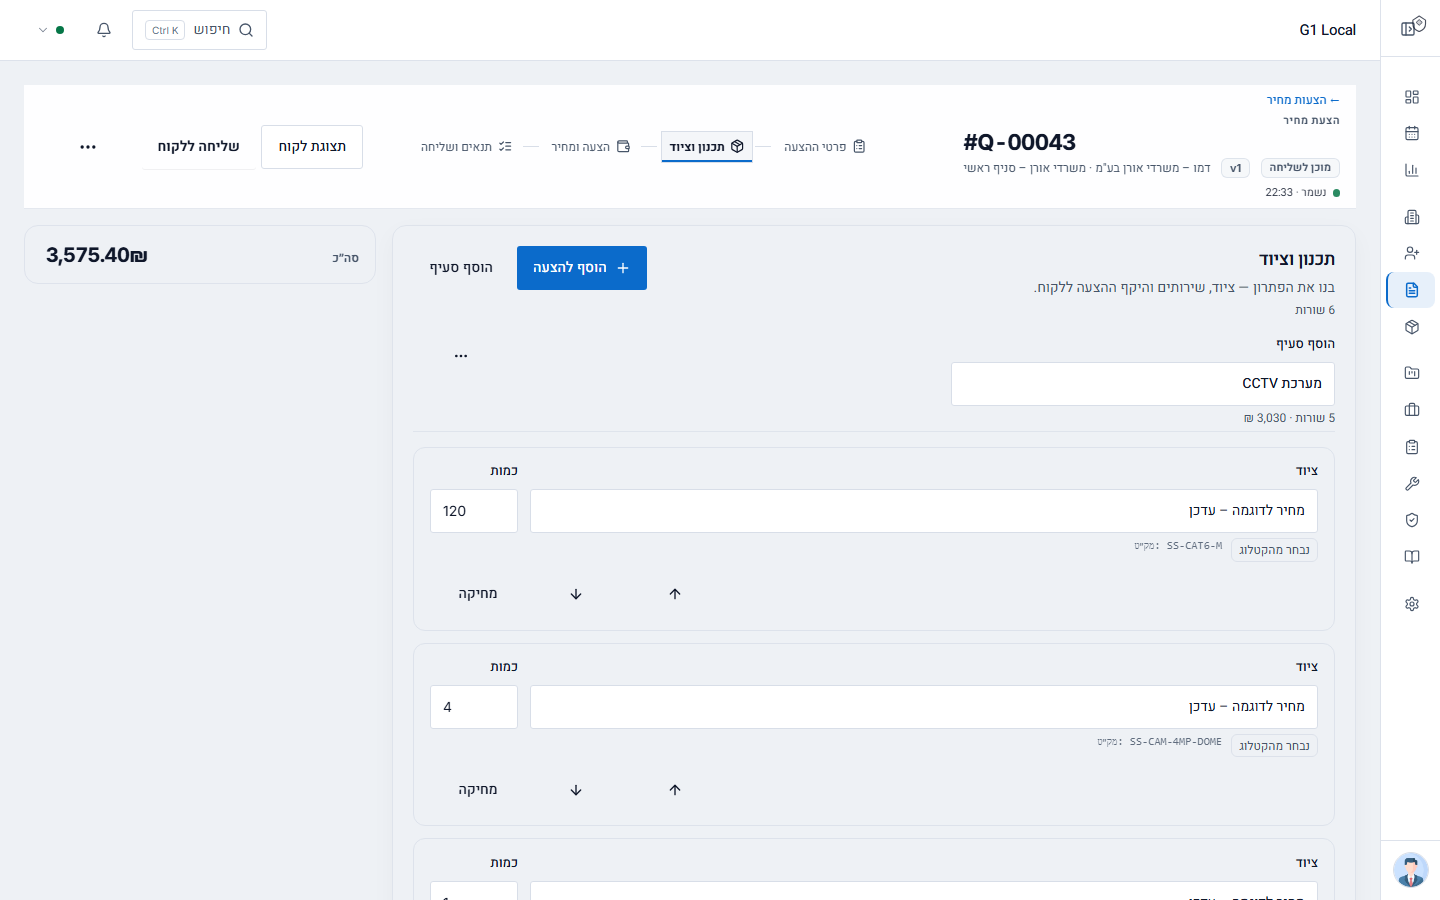 G1 Local
חיפוש
Ctrl K
← הצעות מחיר
הצעת מחיר
#Q-00043
מוכן לשליחה
v1
דמו – משרדי אורן בע"מ · משרדי אורן – סניף ראשי
נשמר · 22:33
פרטי ההצעה
תכנון וציוד
הצעה ומחיר
תנאים ושליחה
תצוגת לקוח
שליחה ללקוח
תכנון וציוד
בנו את הפתרון — ציוד, שירותים והיקף ההצעה ללקוח.
6 שורות
הוסף להצעה
הוסף סעיף
סה״כ
3,575.40₪
הוסף סעיף
מערכת CCTV
5 שורות · 3,030 ₪
ציוד
כמות
מחיר לדוגמה – עדכן
120
נבחר מהקטלוג
מק״ט: SS-CAT6-M
מחיקה
ציוד
כמות
מחיר לדוגמה – עדכן
4
נבחר מהקטלוג
מק״ט: SS-CAM-4MP-DOME
מחיקה
ציוד
כמות